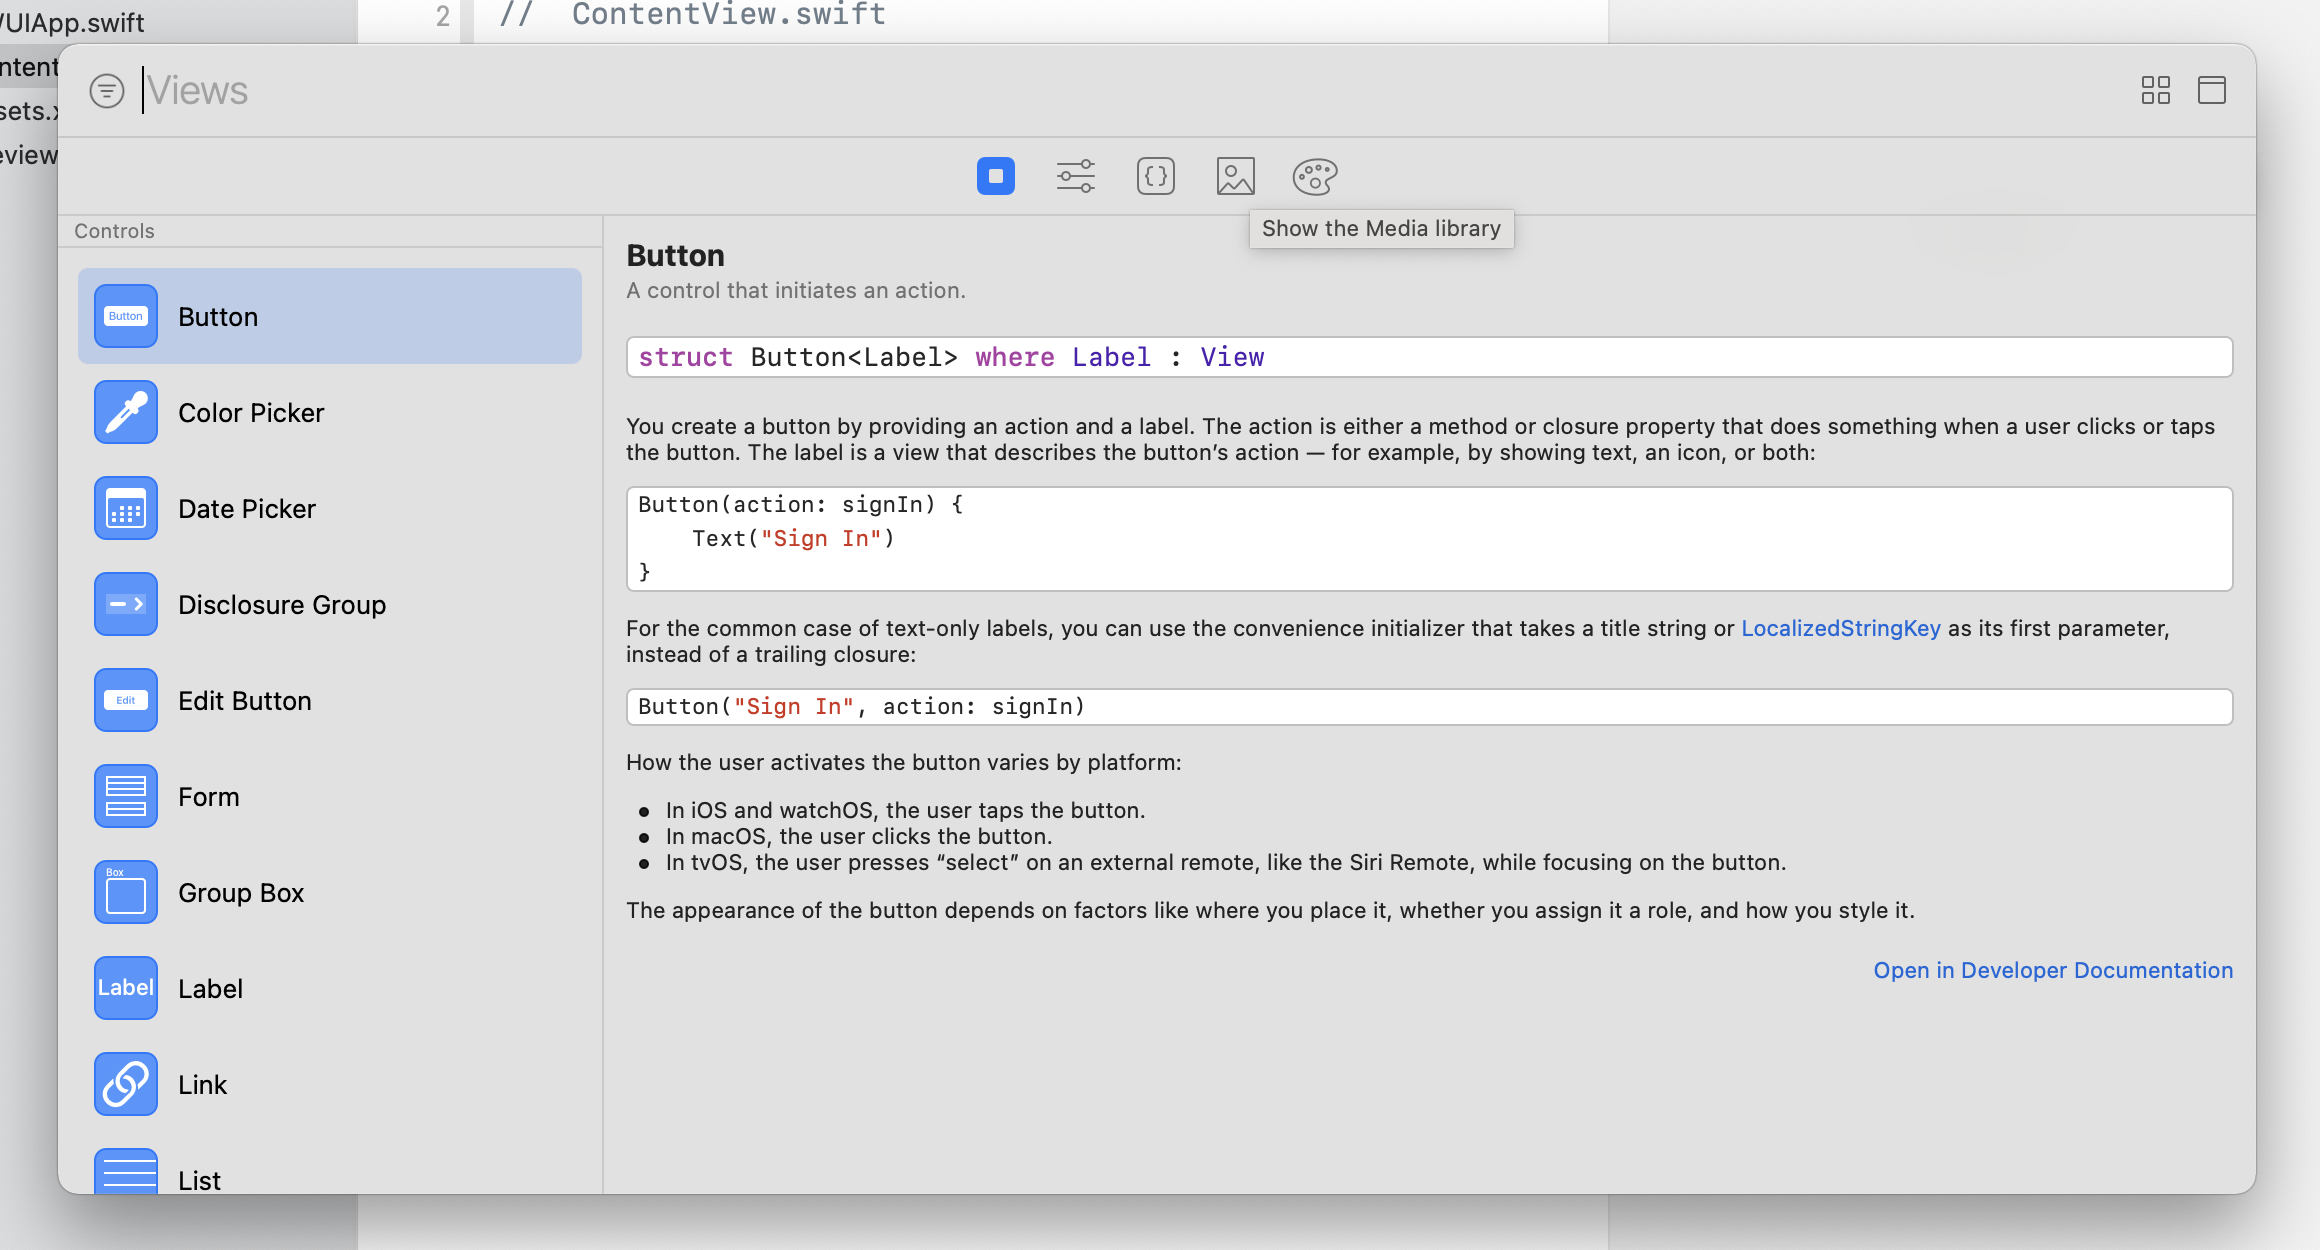 /UIApp.swift
2 // ContentView.swift
ntent
sets.x
eview
Views
Show the Media library
Controls
Button
Button
Color Picker
Date Picker
Disclosure Group
Edit
Edit Button
Form
Box
Group Box
Label
Label
Link
List
Button
A control that initiates an action.
struct Button<Label> where Label : View
You create a button by providing an action and a label. The action is either a method or closure property that does something when a user clicks or taps
the button. The label is a view that describes the button’s action — for example, by showing text, an icon, or both:
Button(action: signIn) {
    Text("Sign In")
}
For the common case of text-only labels, you can use the convenience initializer that takes a title string or LocalizedStringKey as its first parameter,
instead of a trailing closure:
Button("Sign In", action: signIn)
How the user activates the button varies by platform:
● In iOS and watchOS, the user taps the button.
● In macOS, the user clicks the button.
● In tvOS, the user presses “select” on an external remote, like the Siri Remote, while focusing on the button.
The appearance of the button depends on factors like where you place it, whether you assign it a role, and how you style it.
Open in Developer Documentation